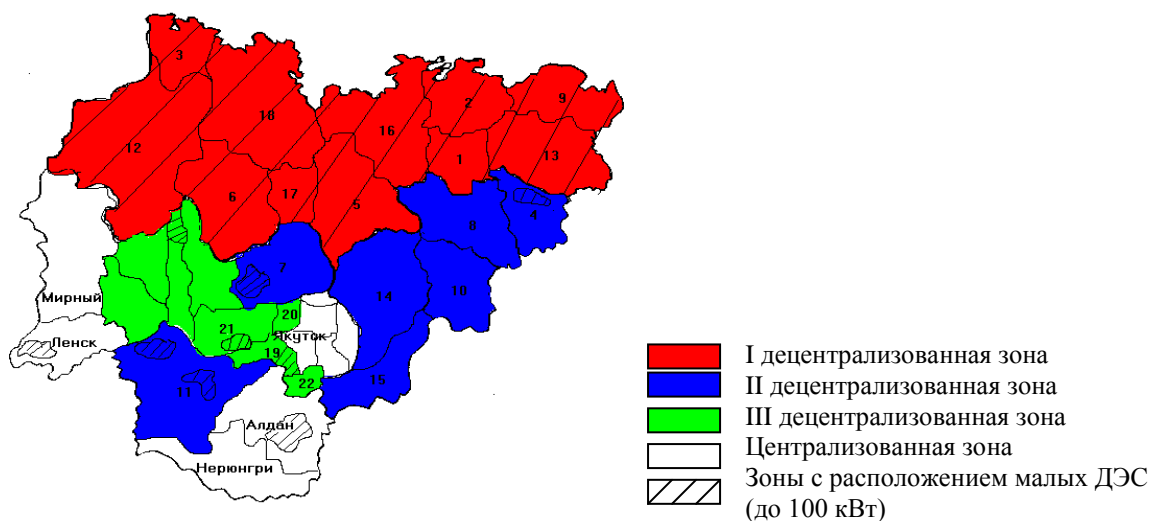 3
2
9
18
16
12
1
13
6
17
5
4
8
7
14
10
Мирный
20
21
Якуток
Ленск
19
22
15
11
Алдан
Нерюнгри
I децентрализованная зона
II децентрализованная зона
III децентрализованная зона
Централизованная зона
Зоны с расположением малых ДЭС
(до 100 кВт)